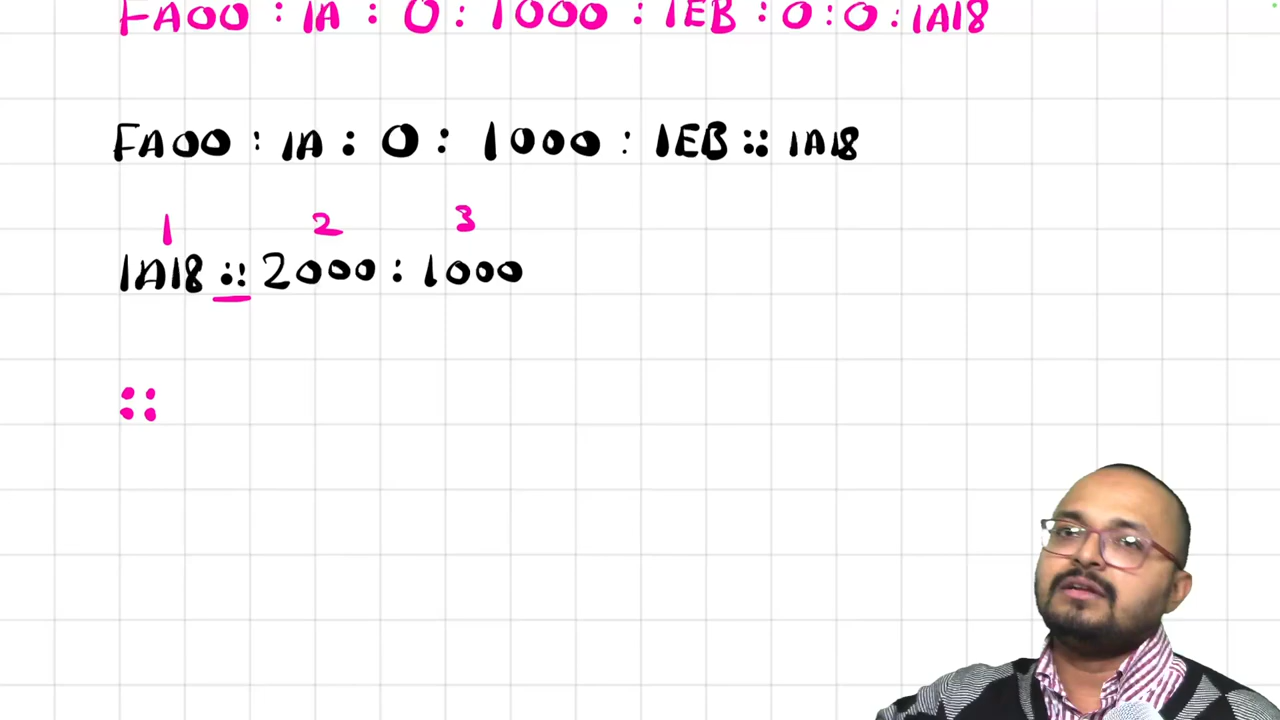 FA00 : 1A : 0 : 1000 : 1EB : 0 : 0 : 1A18
FA00 : 1A : 0 : 1000 : 1EB :: 1A18
1 2 3
1A18 :: 2000 : 1000
::